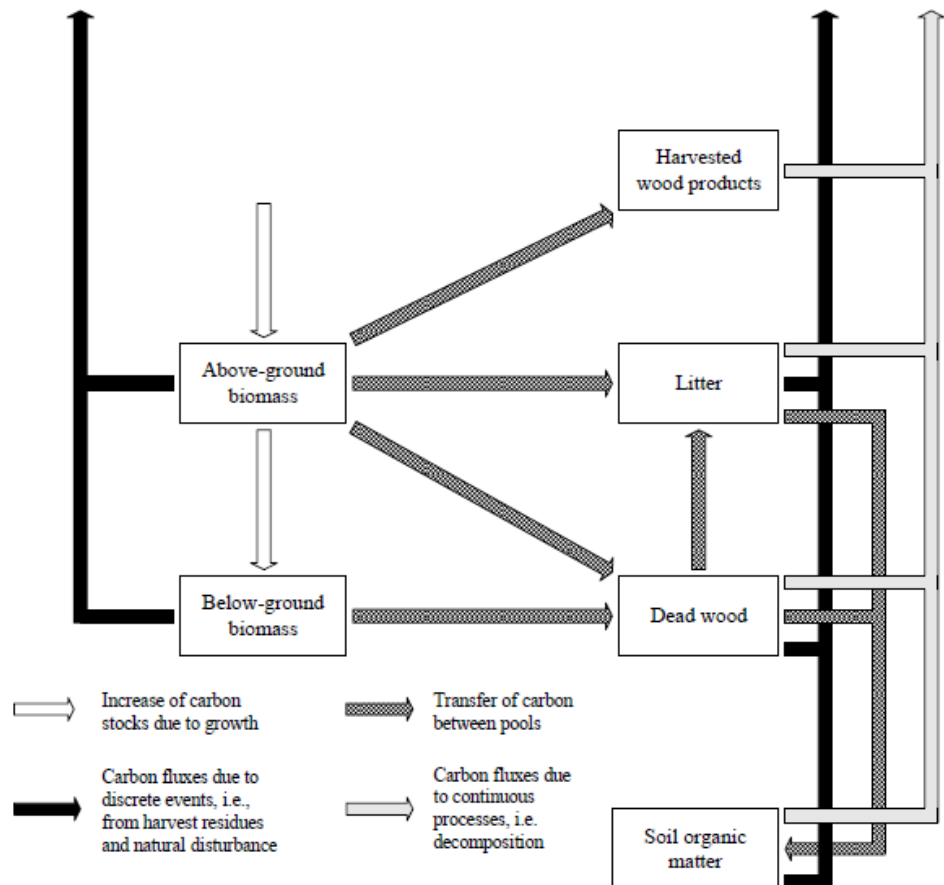 Harvested
wood products
Above-ground
biomass
Litter
Below-ground
biomass
Dead wood
Increase of carbon
stocks due to growth
Transfer of carbon
between pools
Carbon fluxes due to
discrete events, i.e.,
from harvest residues
and natural disturbance
Carbon fluxes due
to continuous
processes, i.e.
decomposition
Soil organic
matter